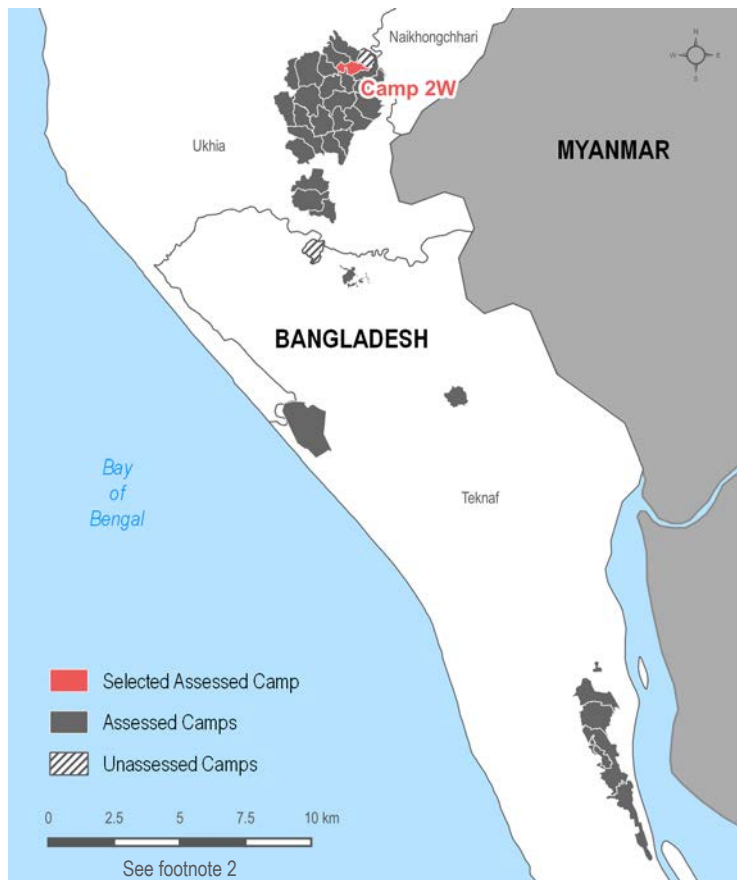 Naikhongchhari
N
W
E
S
Camp 2W
Ukhia
MYANMAR
BANGLADESH
Bay
of
Bengal
Teknaf
Selected Assessed Camp
Assessed Camps
Unassessed Camps
0 2.5 5 7.5 10 km
See footnote 2